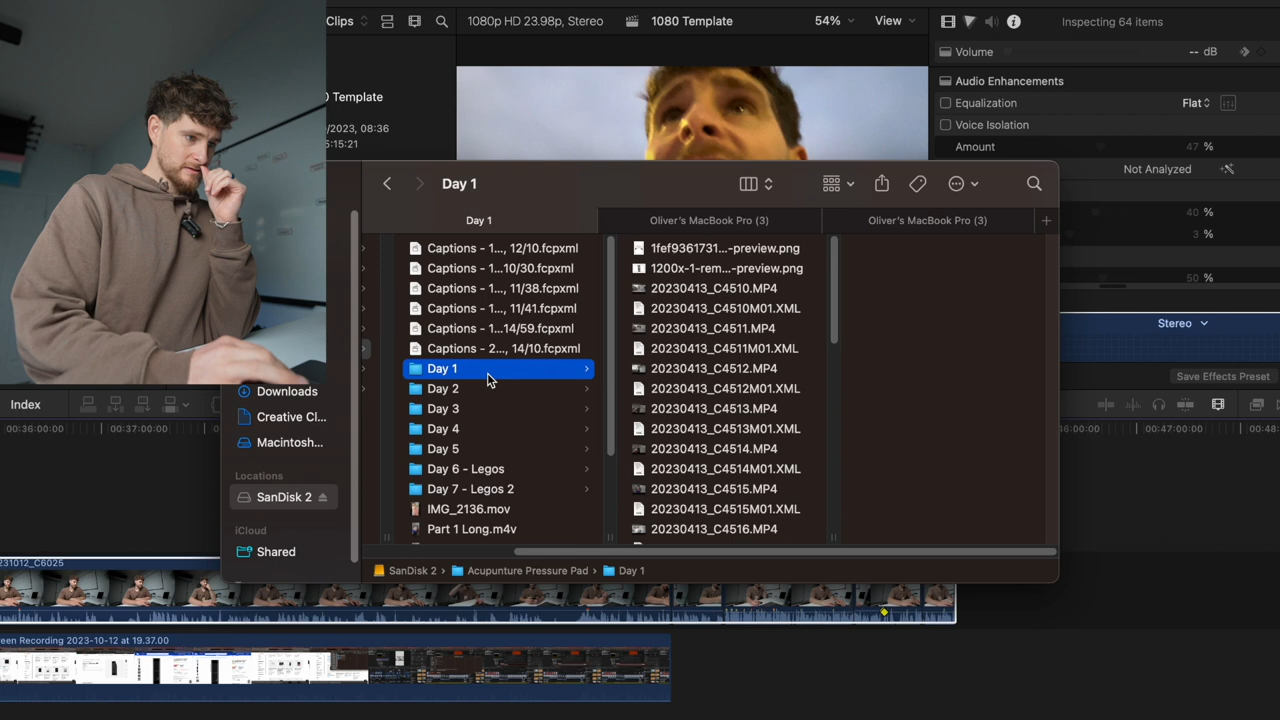 Clips
1080p HD 23.98p, Stereo
1080 Template
54%
View
Inspecting 64 items
Template
/2023, 08:36
:15:21
Volume
-- dB
Audio Enhancements
Equalization
Flat
Voice Isolation
Amount
47 %
Not Analyzed
40 %
3 %
50 %
Stereo
Save Effects Preset
Day 1
Day 1
Oliver's MacBook Pro (3)
Oliver's MacBook Pro (3)
Captions - 1..., 12/10.fcpxml
Captions - 1...10/30.fcpxml
Captions - 1..., 11/38.fcpxml
Captions - 1..., 11/41.fcpxml
Captions - 1...14/59.fcpxml
Captions - 2..., 14/10.fcpxml
Day 1
Day 2
Day 3
Day 4
Day 5
Day 6 - Legos
Day 7 - Legos 2
IMG_2136.mov
Part 1 Long.m4v
1fef9361731...-preview.png
1200x-1-rem...-preview.png
20230413_C4510.MP4
20230413_C4510M01.XML
20230413_C4511.MP4
20230413_C4511M01.XML
20230413_C4512.MP4
20230413_C4512M01.XML
20230413_C4513.MP4
20230413_C4513M01.XML
20230413_C4514.MP4
20230413_C4514M01.XML
20230413_C4515.MP4
20230413_C4515M01.XML
20230413_C4516.MP4
Downloads
Creative Cl...
Macintosh...
Locations
SanDisk 2
iCloud
Shared
SanDisk 2 › Acupunture Pressure Pad › Day 1
Index
00:36:00:00
00:37:00:00
46:00:00
00:47:00:00
00:48:
231012_C6025
een Recording 2023-10-12 at 19.37.00